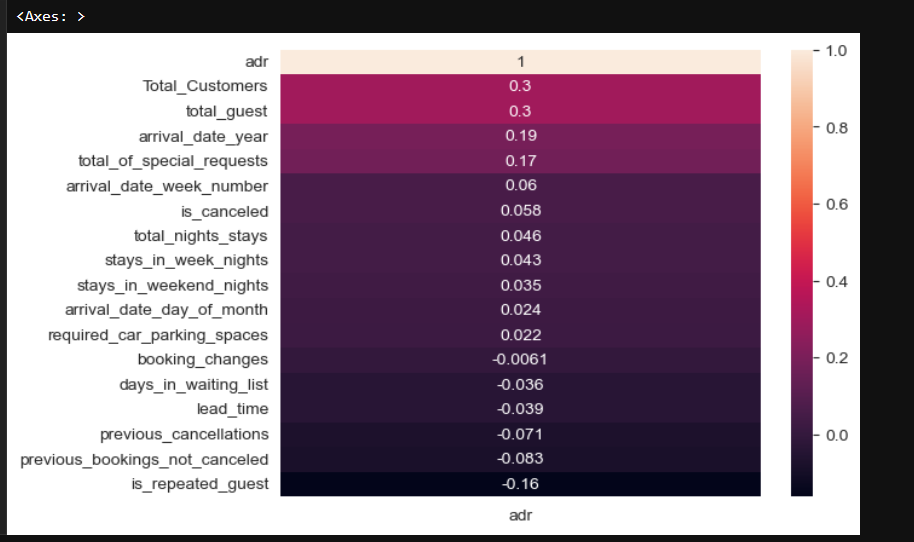 <Axes: >
adr 1
Total_Customers 0.3
total_guest 0.3
arrival_date_year 0.19
total_of_special_requests 0.17
arrival_date_week_number 0.06
is_canceled 0.058
total_nights_stays 0.046
stays_in_week_nights 0.043
stays_in_weekend_nights 0.035
arrival_date_day_of_month 0.024
required_car_parking_spaces 0.022
booking_changes -0.0061
days_in_waiting_list -0.036
lead_time -0.039
previous_cancellations -0.071
previous_bookings_not_canceled -0.083
is_repeated_guest -0.16
adr
1.0
0.8
0.6
0.4
0.2
0.0